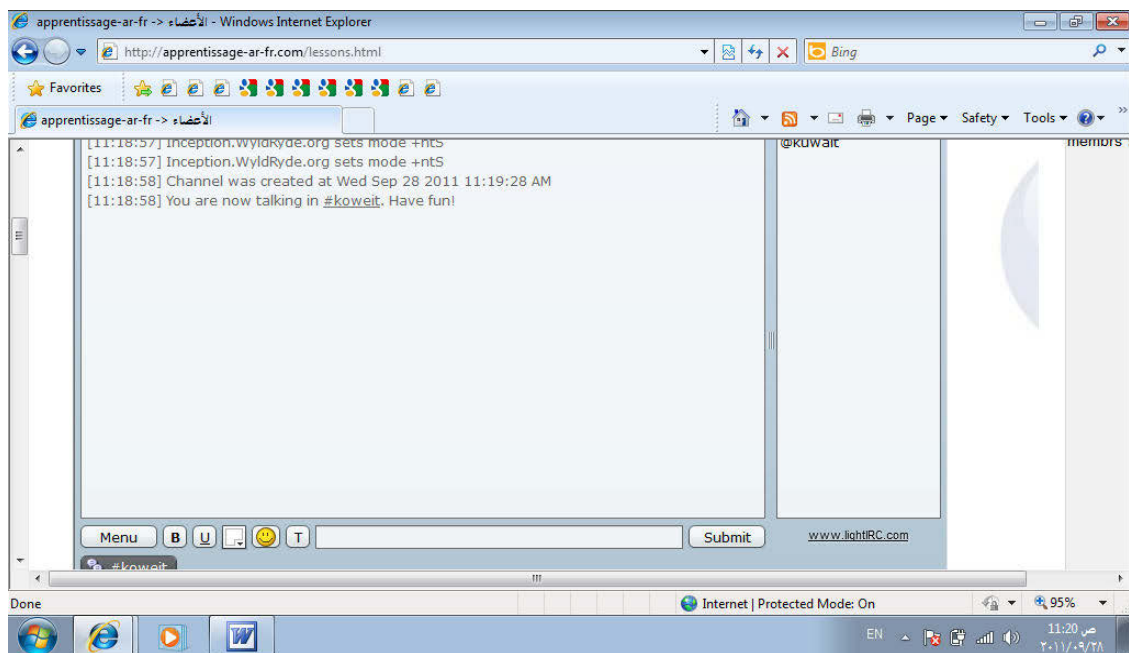 apprentissage-ar-fr -> الأعضاء - Windows Internet Explorer
http://apprentissage-ar-fr.com/lessons.html
Bing
Favorites
apprentissage-ar-fr -> الأعضاء
Page
Safety
Tools
[11:18:57] Inception.WyldRyde.org sets mode +ntS
@kuwait
membrs
[11:18:57] Inception.WyldRyde.org sets mode +ntS
[11:18:58] Channel was created at Wed Sep 28 2011 11:19:28 AM
[11:18:58] You are now talking in #koweit. Have fun!
Menu
B
U
T
Submit
www.lightIRC.com
#koweit
Done
Internet | Protected Mode: On
95%
EN
11:20 ص
٢٠١١/٠٩/٢٨